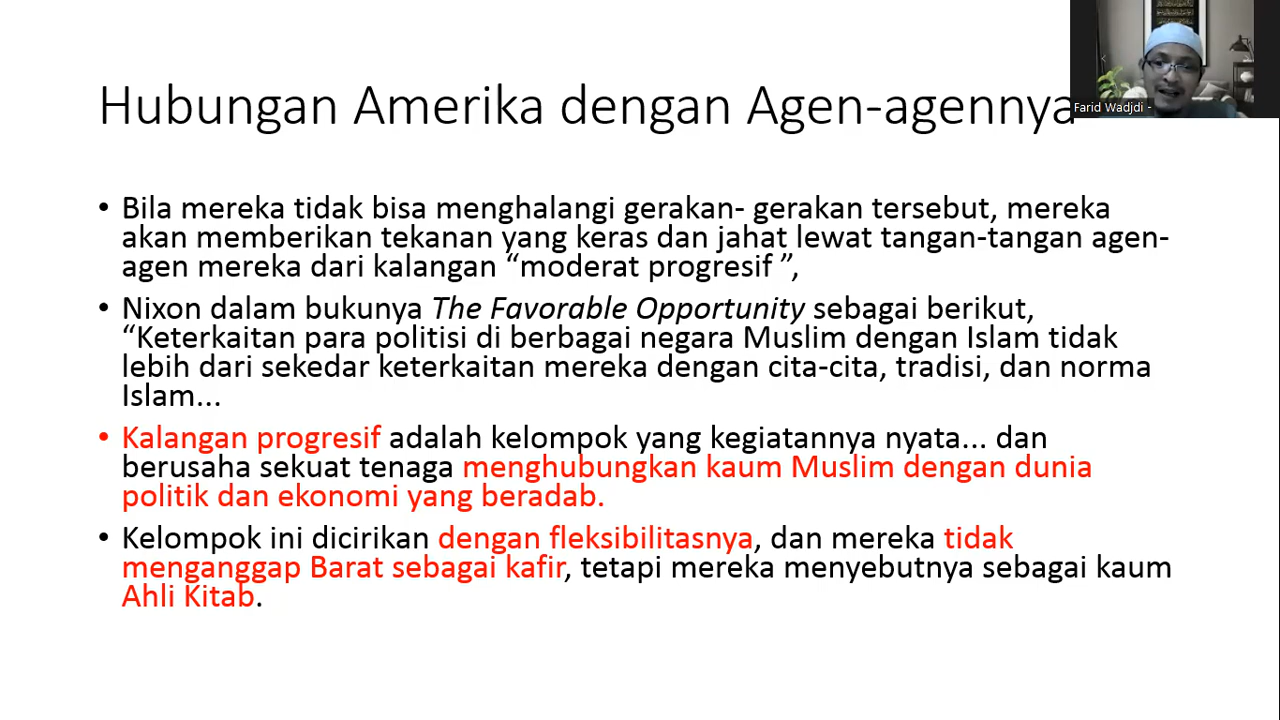 Hubungan Amerika dengan Agen-agennya
Farid Wadjdi -
• Bila mereka tidak bisa menghalangi gerakan- gerakan tersebut, mereka
akan memberikan tekanan yang keras dan jahat lewat tangan-tangan agen-
agen mereka dari kalangan “moderat progresif ”,
• Nixon dalam bukunya The Favorable Opportunity sebagai berikut,
“Keterkaitan para politisi di berbagai negara Muslim dengan Islam tidak
lebih dari sekedar keterkaitan mereka dengan cita-cita, tradisi, dan norma
Islam...
• Kalangan progresif adalah kelompok yang kegiatannya nyata... dan
berusaha sekuat tenaga menghubungkan kaum Muslim dengan dunia
politik dan ekonomi yang beradab.
• Kelompok ini dicirikan dengan fleksibilitasnya, dan mereka tidak
menganggap Barat sebagai kafir, tetapi mereka menyebutnya sebagai kaum
Ahli Kitab.